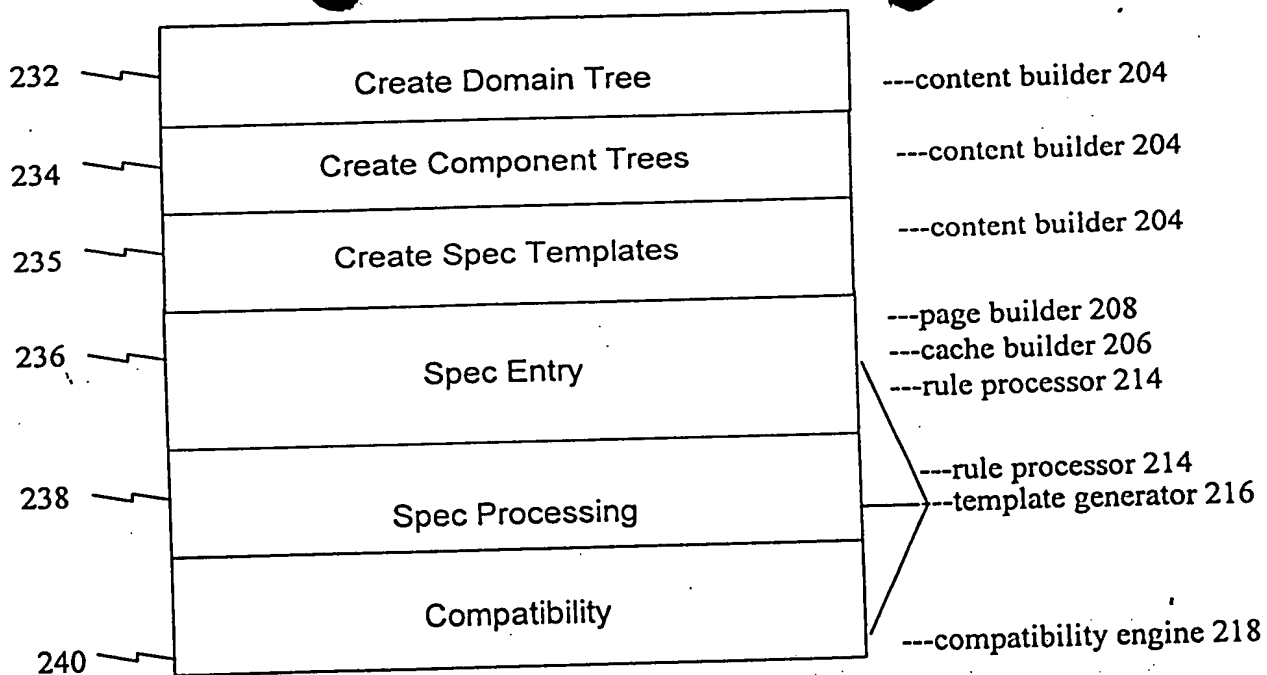 232 Create Domain Tree ---content builder 204
234 Create Component Trees ---content builder 204
235 Create Spec Templates ---content builder 204
---page builder 208
236 Spec Entry ---cache builder 206
---rule processor 214
---rule processor 214
238 Spec Processing ---template generator 216
Compatibility ---compatibility engine 218
240